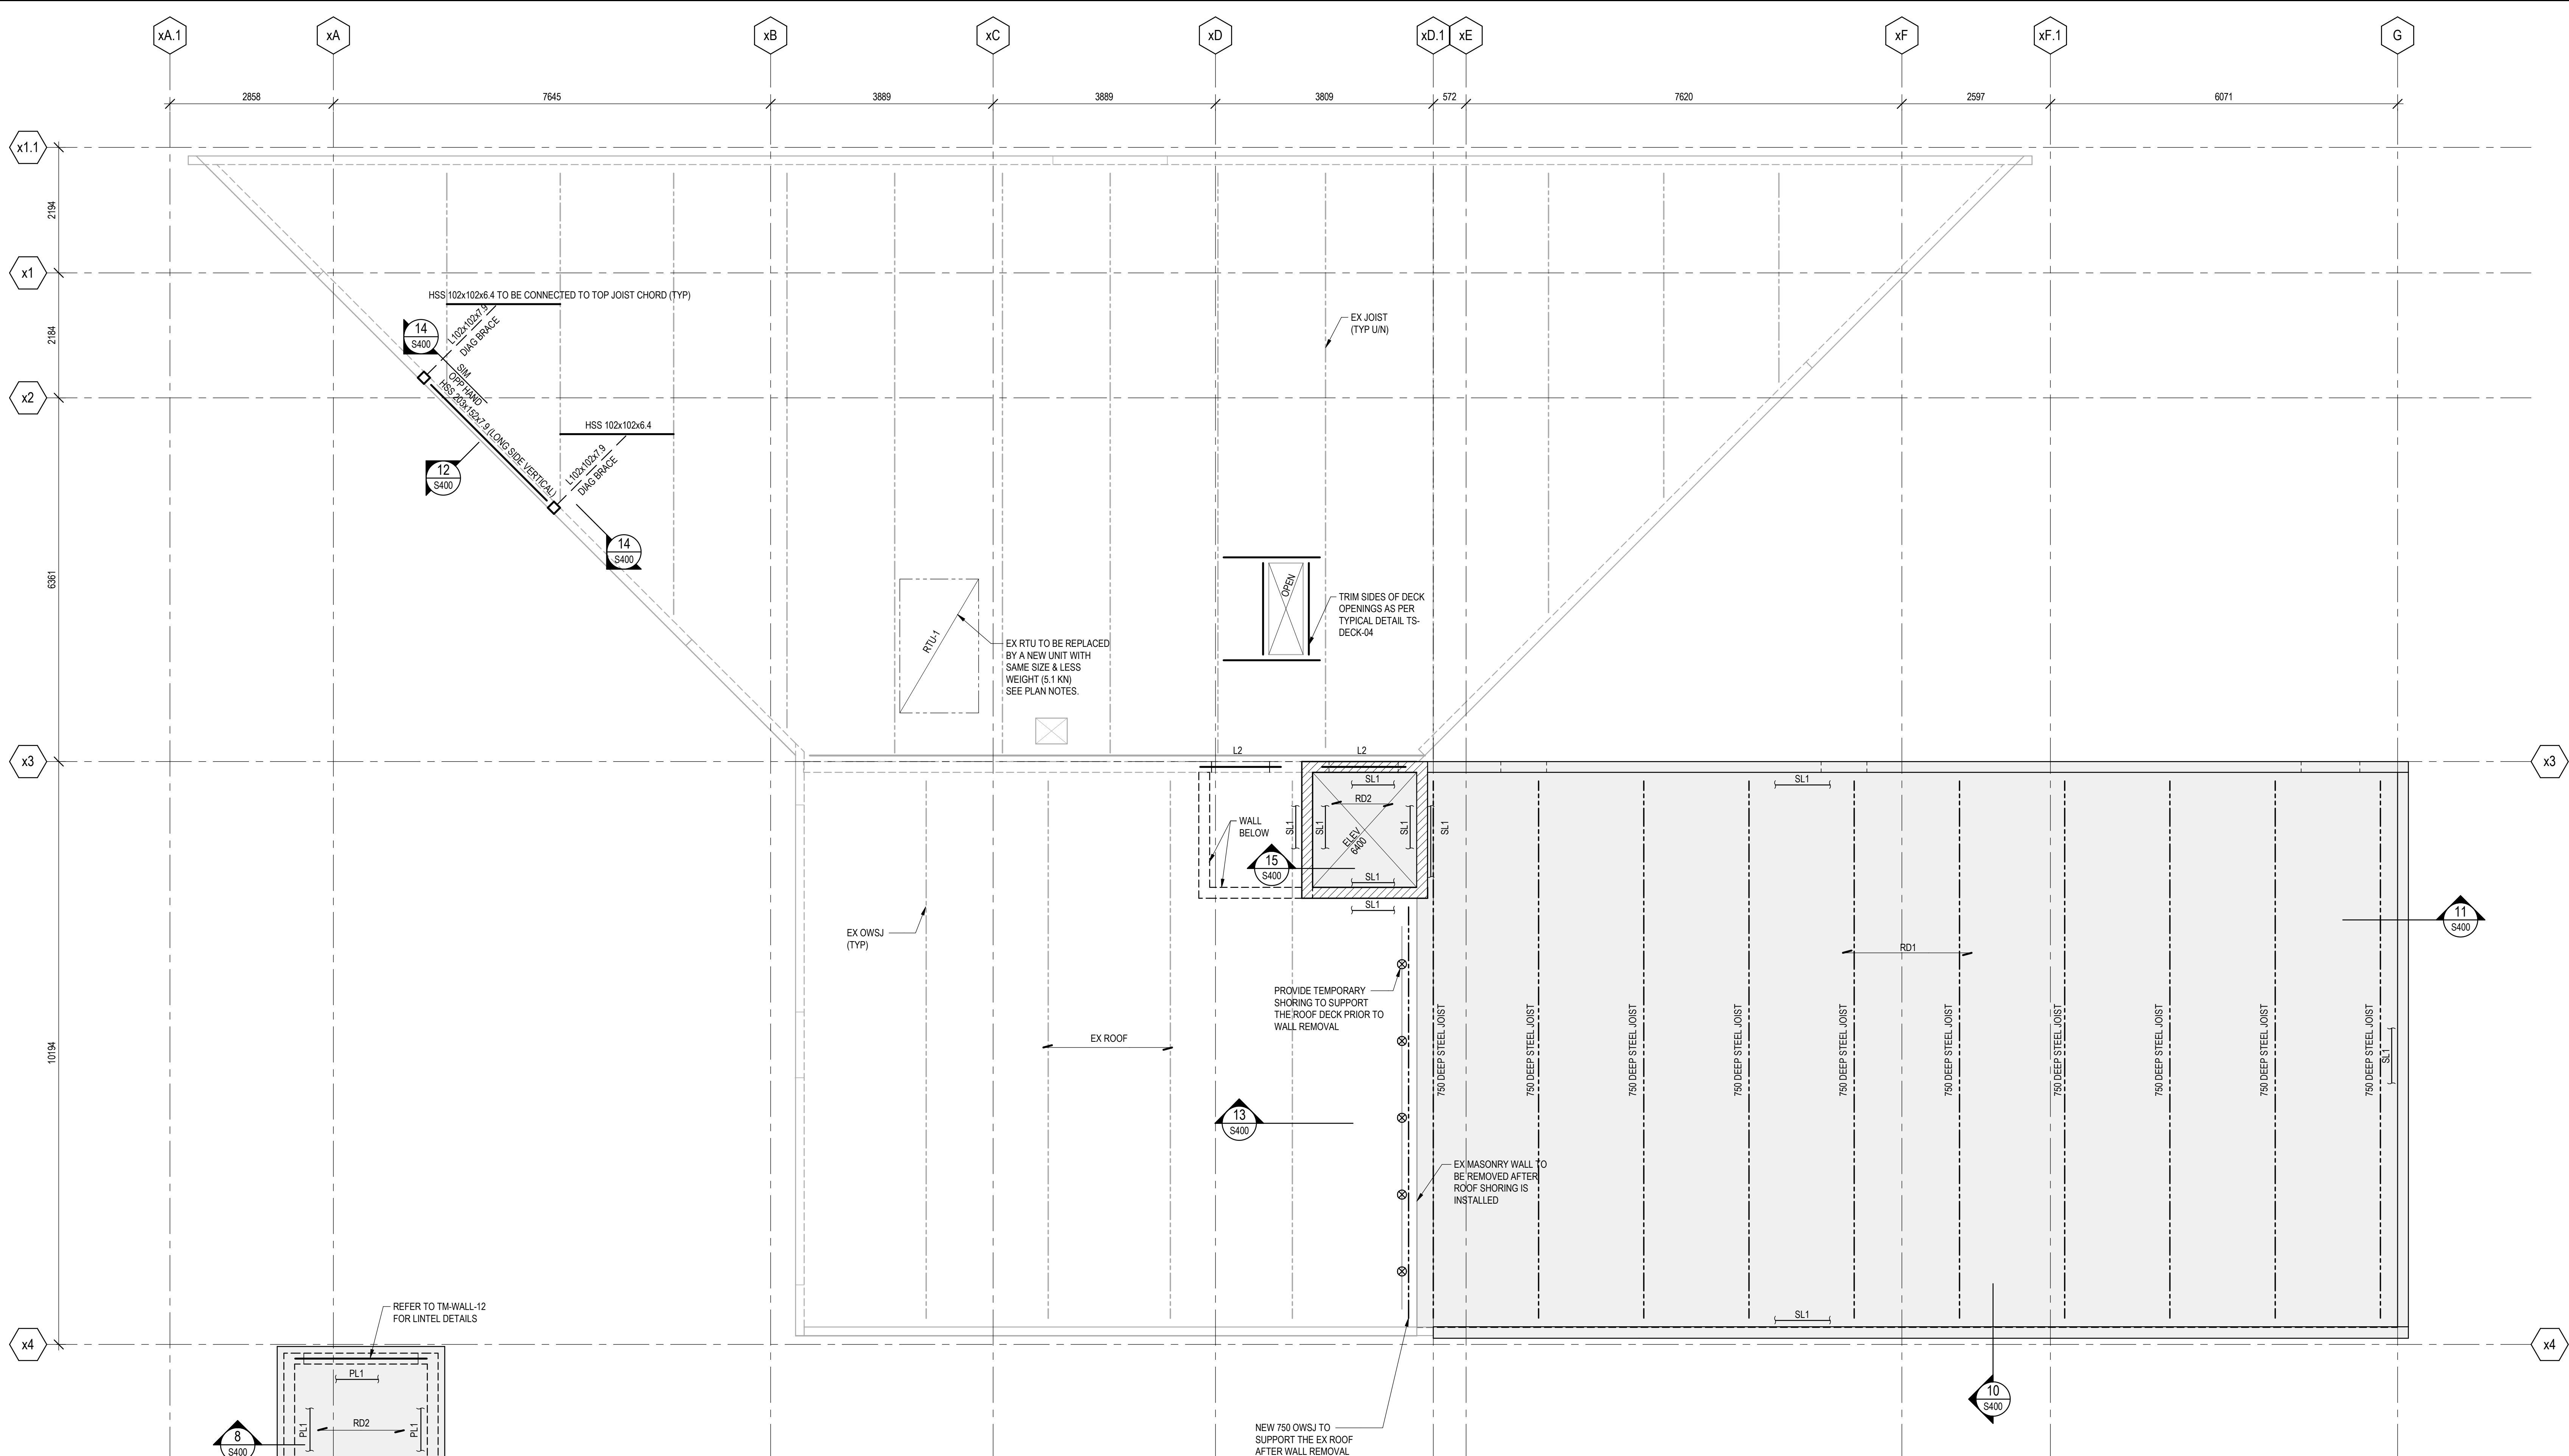 xA.1
xA
xB
xC
xD
xD.1
xE
xF
xF.1
G
2858
7645
3889
3889
3809
572
7620
2597
6071
x1.1
2194
x1
2184
x2
6361
x3
x3
10194
x4
x4
HSS 102x102x6.4 TO BE CONNECTED TO TOP JOIST CHORD (TYP)
L102x102x7.9
DIAG BRACE
14
S400
SIM
OPP HAND
HSS 203x152x7.9 (LONG SIDE VERTICAL)
HSS 102x102x6.4
L102x102x7.9
DIAG BRACE
12
S400
14
S400
EX JOIST
(TYP U/N)
OPEN
TRIM SIDES OF DECK
OPENINGS AS PER
TYPICAL DETAIL TS-
DECK-04
RTU-1
EX RTU TO BE REPLACED
BY A NEW UNIT WITH
SAME SIZE & LESS
WEIGHT (5.1 KN)
SEE PLAN NOTES.
L2
L2
SL1
RD2
SL1
SL1
SL1
SL1
ELEV
6400
SL1
SL1
WALL
BELOW
15
S400
SL1
EX OWSJ
(TYP)
11
S400
RD1
PROVIDE TEMPORARY
SHORING TO SUPPORT
THE ROOF DECK PRIOR TO
WALL REMOVAL
EX ROOF
750 DEEP STEEL JOIST
750 DEEP STEEL JOIST
750 DEEP STEEL JOIST
750 DEEP STEEL JOIST
750 DEEP STEEL JOIST
750 DEEP STEEL JOIST
750 DEEP STEEL JOIST
750 DEEP STEEL JOIST
750 DEEP STEEL JOIST
750 DEEP STEEL JOIST
SL1
13
S400
EX MASONRY WALL TO
BE REMOVED AFTER
ROOF SHORING IS
INSTALLED
SL1
REFER TO TM-WALL-12
FOR LINTEL DETAILS
PL1
PL1
RD2
PL1
8
S400
10
S400
NEW 750 OWSJ TO
SUPPORT THE EX ROOF
AFTER WALL REMOVAL